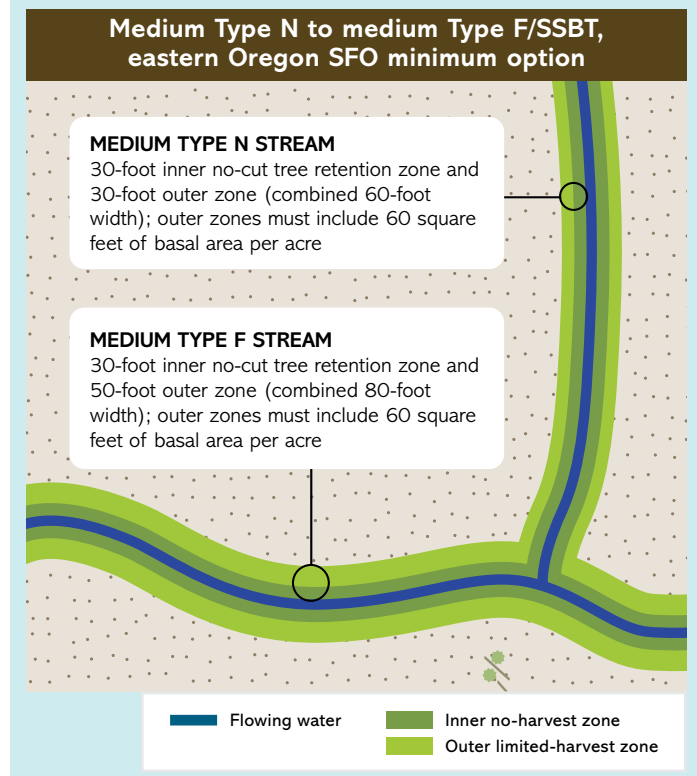 Medium Type N to medium Type F/SSBT,
eastern Oregon SFO minimum option
MEDIUM TYPE N STREAM
30-foot inner no-cut tree retention zone and
30-foot outer zone (combined 60-foot
width); outer zones must include 60 square
feet of basal area per acre
MEDIUM TYPE F STREAM
30-foot inner no-cut tree retention zone and
50-foot outer zone (combined 80-foot
width); outer zones must include 60 square
feet of basal area per acre
Flowing water
Inner no-harvest zone
Outer limited-harvest zone